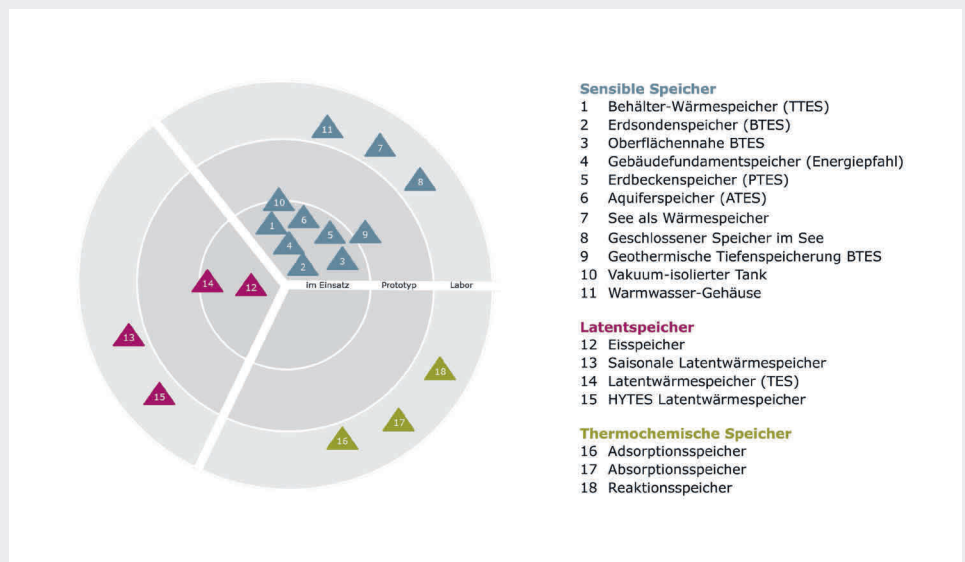 11
7
8
10
6
1
5
9
4
3
2
14
12
im Einsatz Prototyp Labor
13
15
18
17
16
Sensible Speicher
1 Behälter-Wärmespeicher (TTES)
2 Erdsondenspeicher (BTES)
3 Oberflächennahe BTES
4 Gebäudefundamentspeicher (Energiepfahl)
5 Erdbeckenspeicher (PTES)
6 Aquiferspeicher (ATES)
7 See als Wärmespeicher
8 Geschlossener Speicher im See
9 Geothermische Tiefenspeicherung BTES
10 Vakuum-isolierter Tank
11 Warmwasser-Gehäuse
Latentspeicher
12 Eisspeicher
13 Saisonale Latentwärmespeicher
14 Latentwärmespeicher (TES)
15 HYTES Latentwärmespeicher
Thermochemische Speicher
16 Adsorptionsspeicher
17 Absorptionsspeicher
18 Reaktionsspeicher